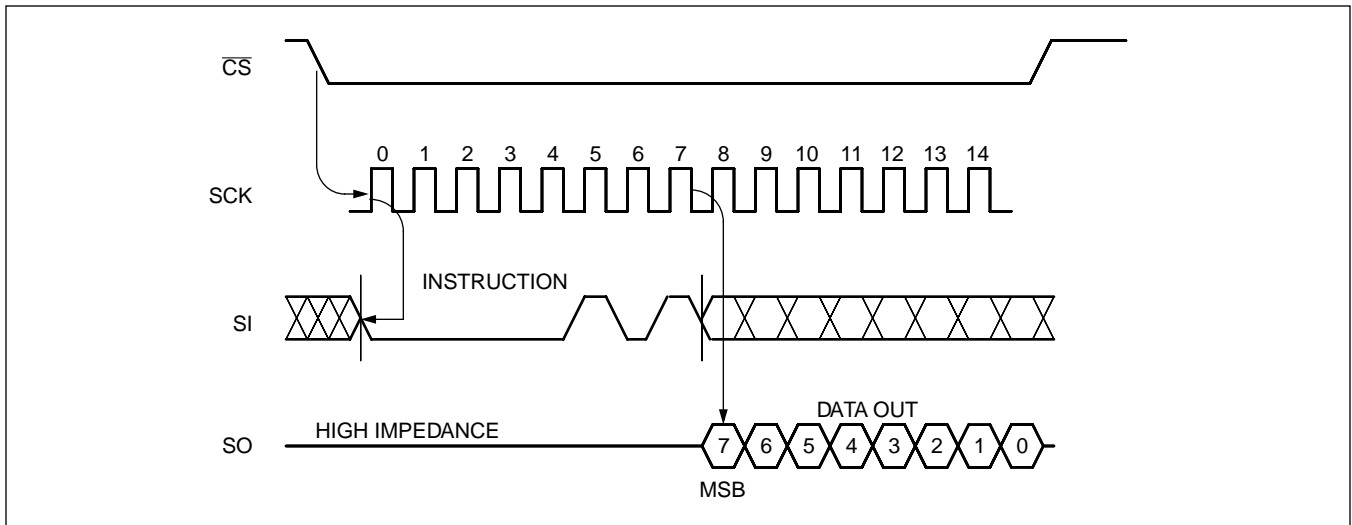 CS
0 1 2 3 4 5 6 7 8 9 10 11 12 13 14
SCK
INSTRUCTION
SI
DATA OUT
HIGH IMPEDANCE
SO
7 6 5 4 3 2 1 0
MSB